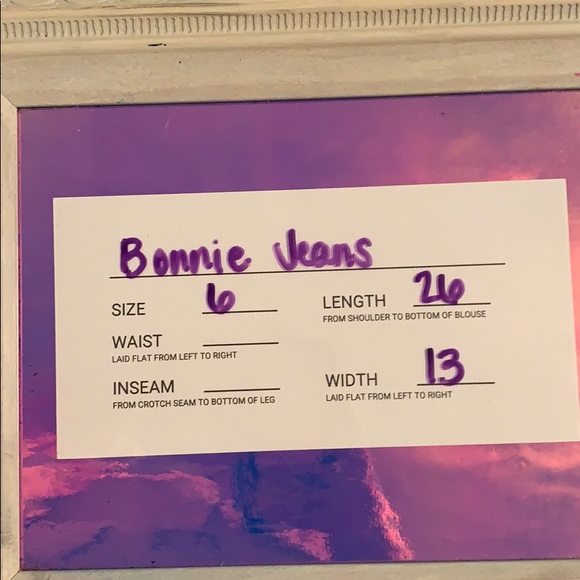 Bonnie Jeans
SIZE 6
LENGTH 26
FROM SHOULDER TO BOTTOM OF BLOUSE
WAIST
LAID FLAT FROM LEFT TO RIGHT
INSEAM
FROM CROTCH SEAM TO BOTTOM OF LEG
WIDTH 13
LAID FLAT FROM LEFT TO RIGHT